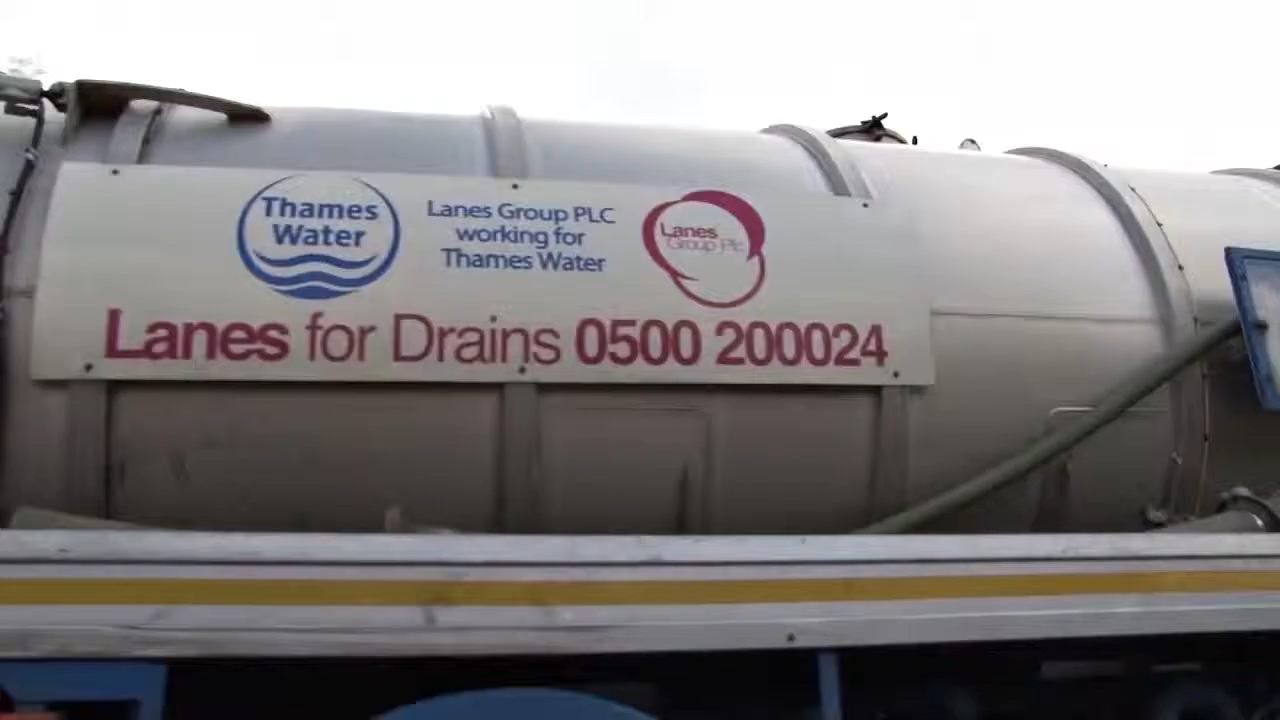 Thames
Water
Lanes Group PLC
working for
Thames Water
Lanes
Group Plc
Lanes for Drains 0500 200024